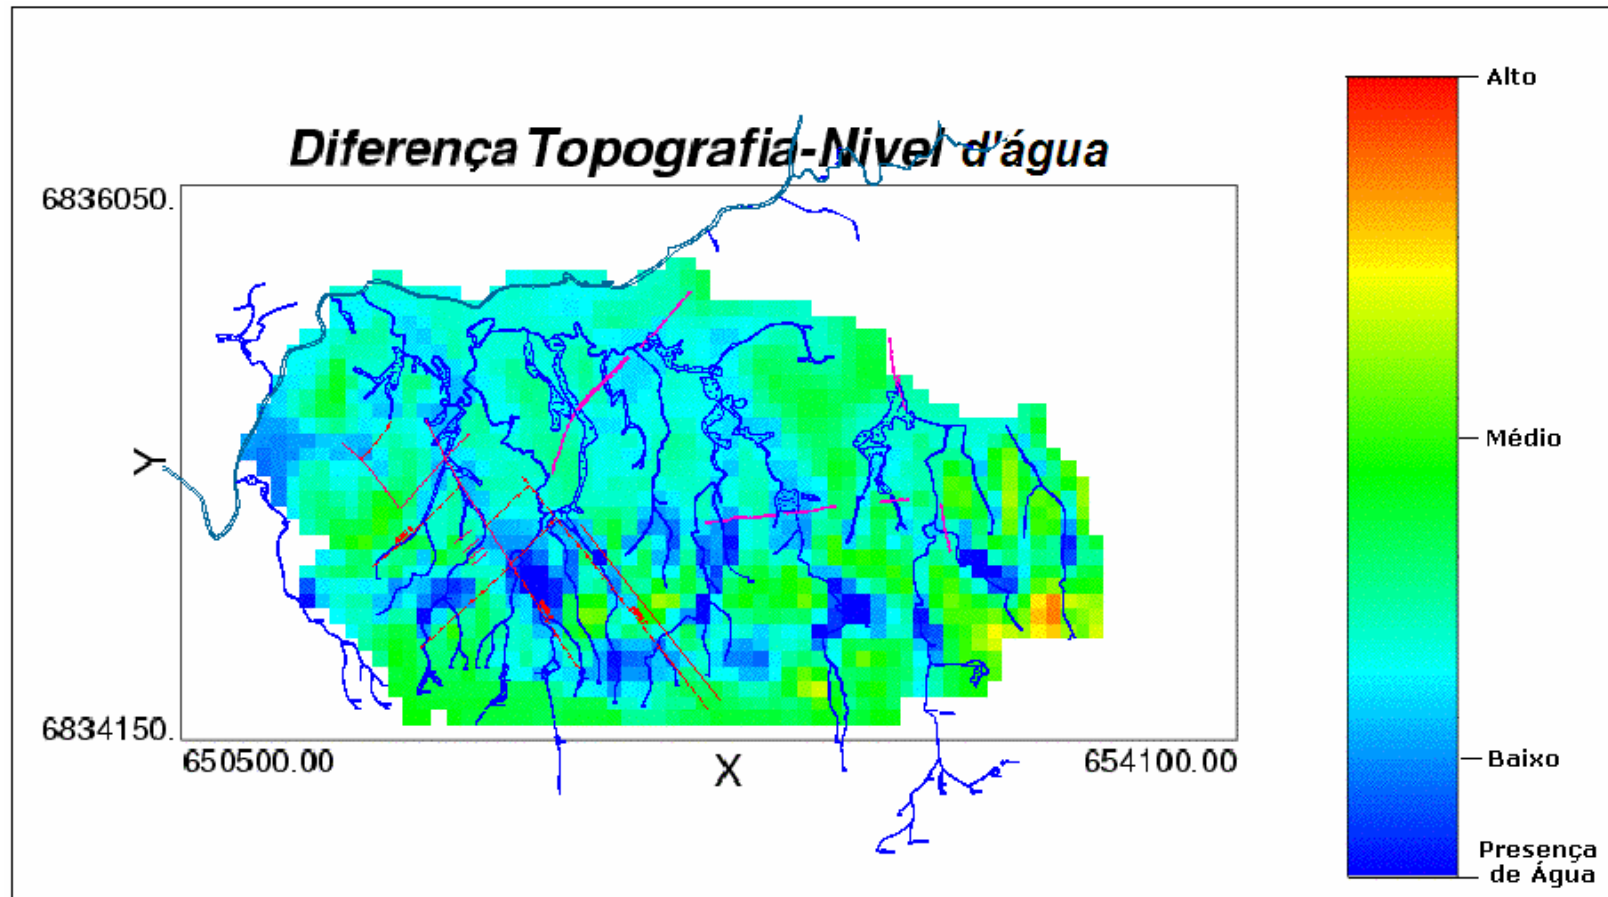 Diferença Topografia-Nivel d'água
6836050.
Y
6834150.
650500.00
X
654100.00
Alto
Médio
Baixo
Presença
de Água